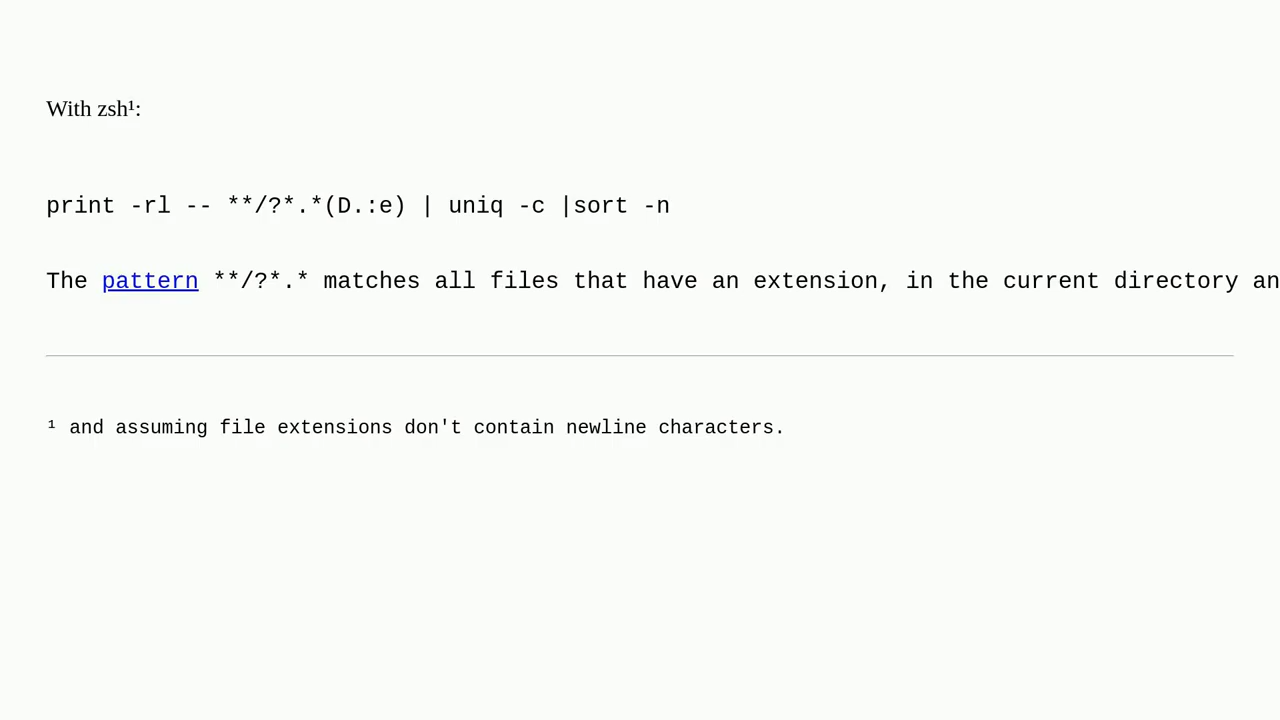 With zsh¹:
print -rl -- **/?*.*(D.:e) | uniq -c |sort -n
The pattern **/?*.* matches all files that have an extension, in the current directory an
¹ and assuming file extensions don't contain newline characters.